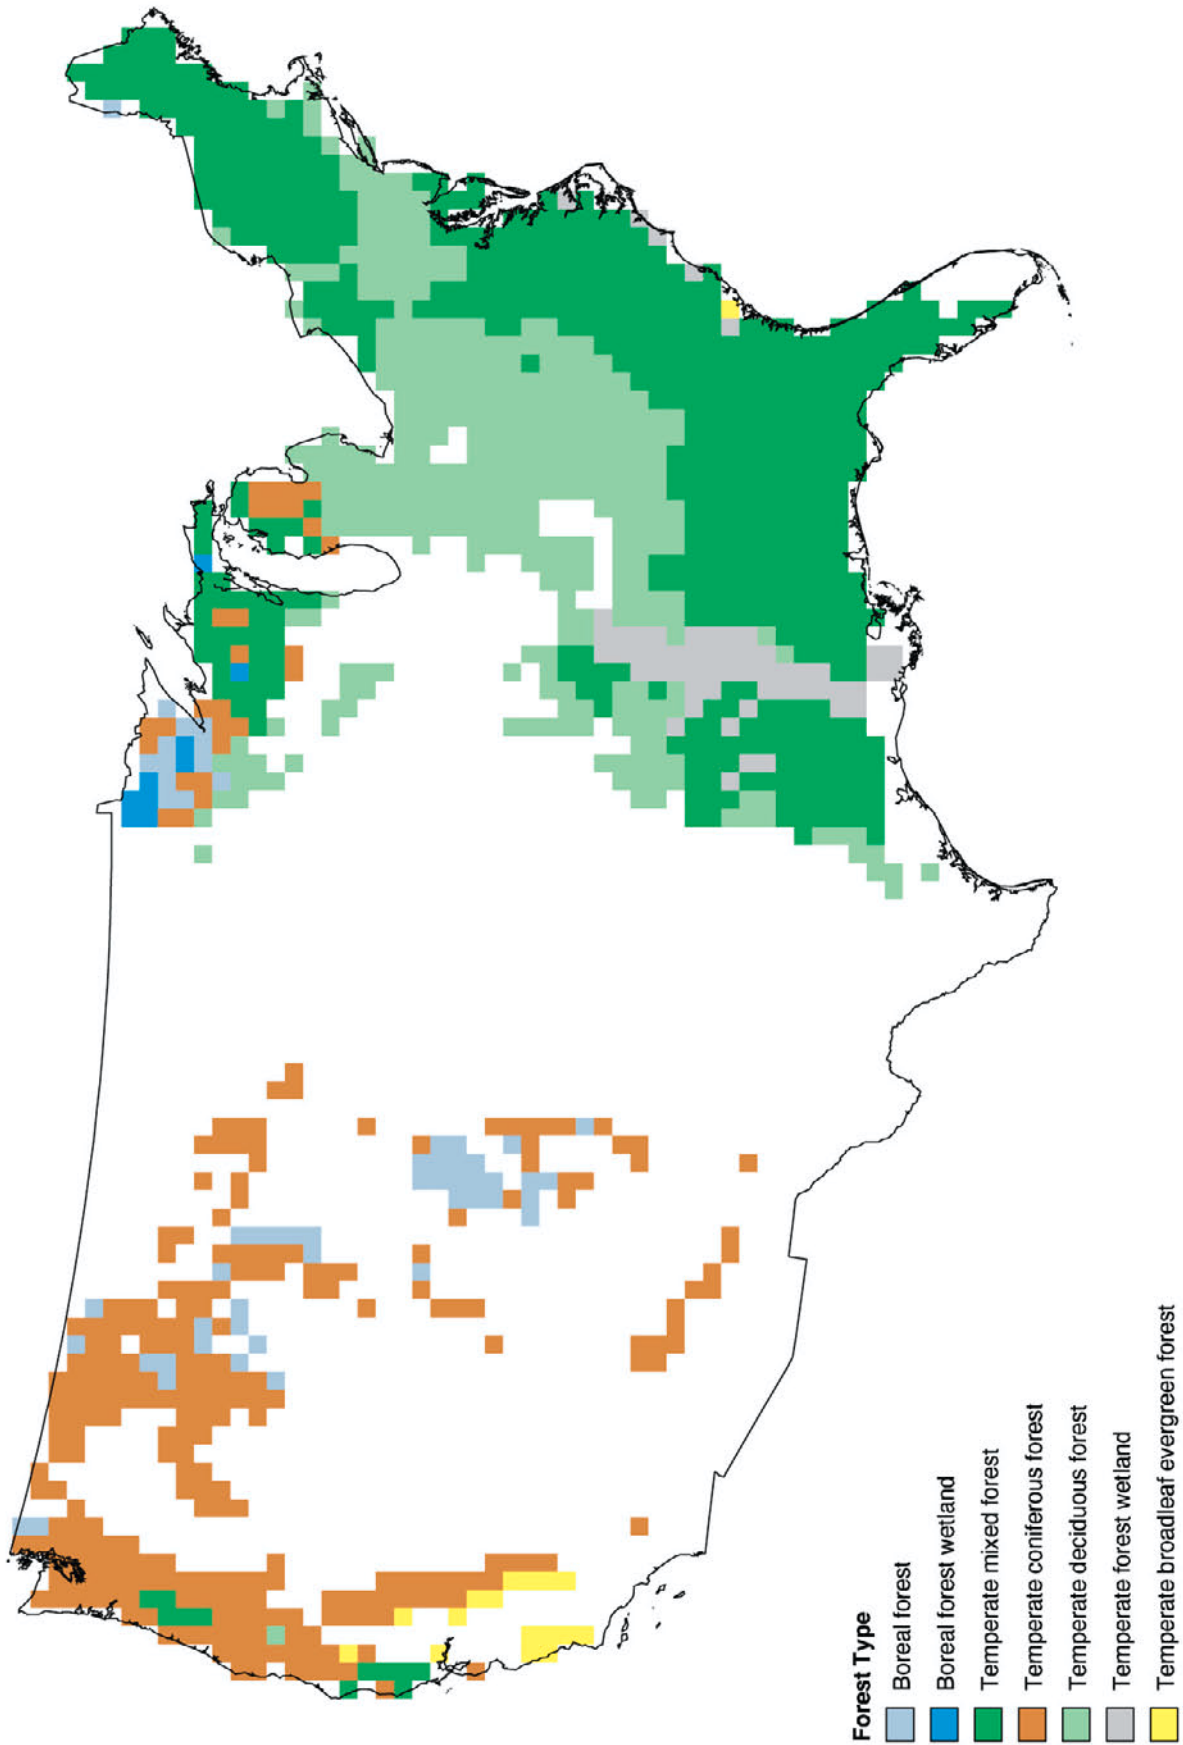 Forest Type
Boreal forest
Boreal forest wetland
Temperate mixed forest
Temperate coniferous forest
Temperate deciduous forest
Temperate forest wetland
Temperate broadleaf evergreen forest